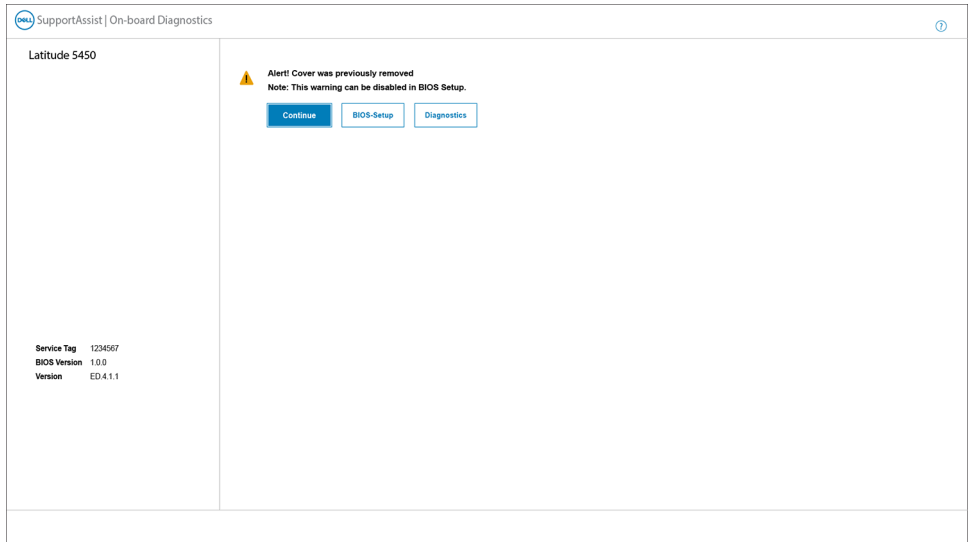 DELL SupportAssist | On-board Diagnostics
?
Latitude 5450
Alert! Cover was previously removed
Note: This warning can be disabled in BIOS Setup.
Continue BIOS-Setup Diagnostics
Service Tag 1234567
BIOS Version 1.0.0
Version ED.4.1.1